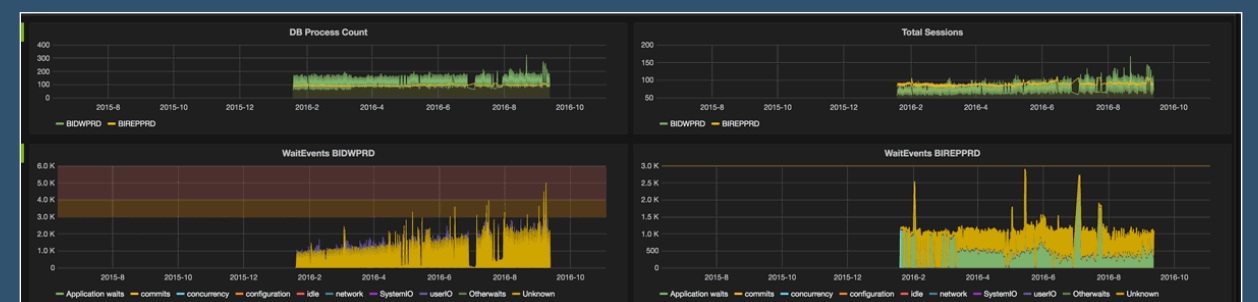 DB Process Count
400
300
200
100
0
2015-8 2015-10 2015-12 2016-2 2016-4 2016-6 2016-8 2016-10
BIDWPRD BIREPPRD
Total Sessions
200
150
100
50
2015-8 2015-10 2015-12 2016-2 2016-4 2016-6 2016-8 2016-10
BIDWPRD BIREPPRD
WaitEvents BIDWPRD
6.0 K
5.0 K
4.0 K
3.0 K
2.0 K
1.0 K
0
2015-8 2015-10 2015-12 2016-2 2016-4 2016-6 2016-8 2016-10
Application waits commits concurrency configuration idle network SystemIO userIO Otherwaits Unknown
WaitEvents BIREPPRD
3.0 K
2.5 K
2.0 K
1.5 K
1.0 K
500
0
2015-8 2015-10 2015-12 2016-2 2016-4 2016-6 2016-8 2016-10
Application waits commits concurrency configuration idle network SystemIO userIO Otherwaits Unknown